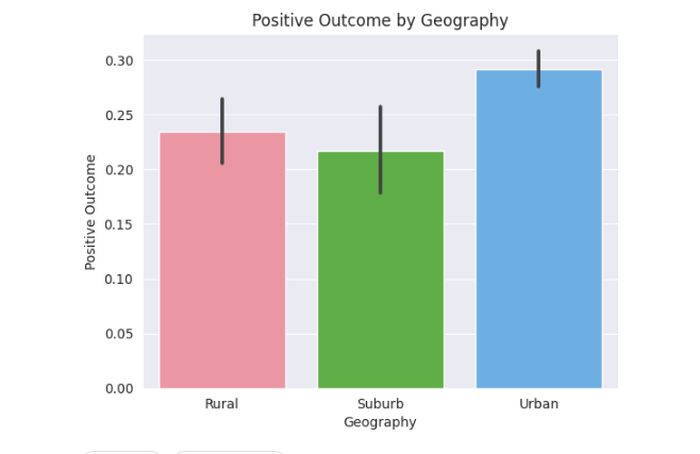 Positive Outcome by Geography
Positive Outcome
0.30
0.25
0.20
0.15
0.10
0.05
0.00
Rural Suburb Urban
Geography